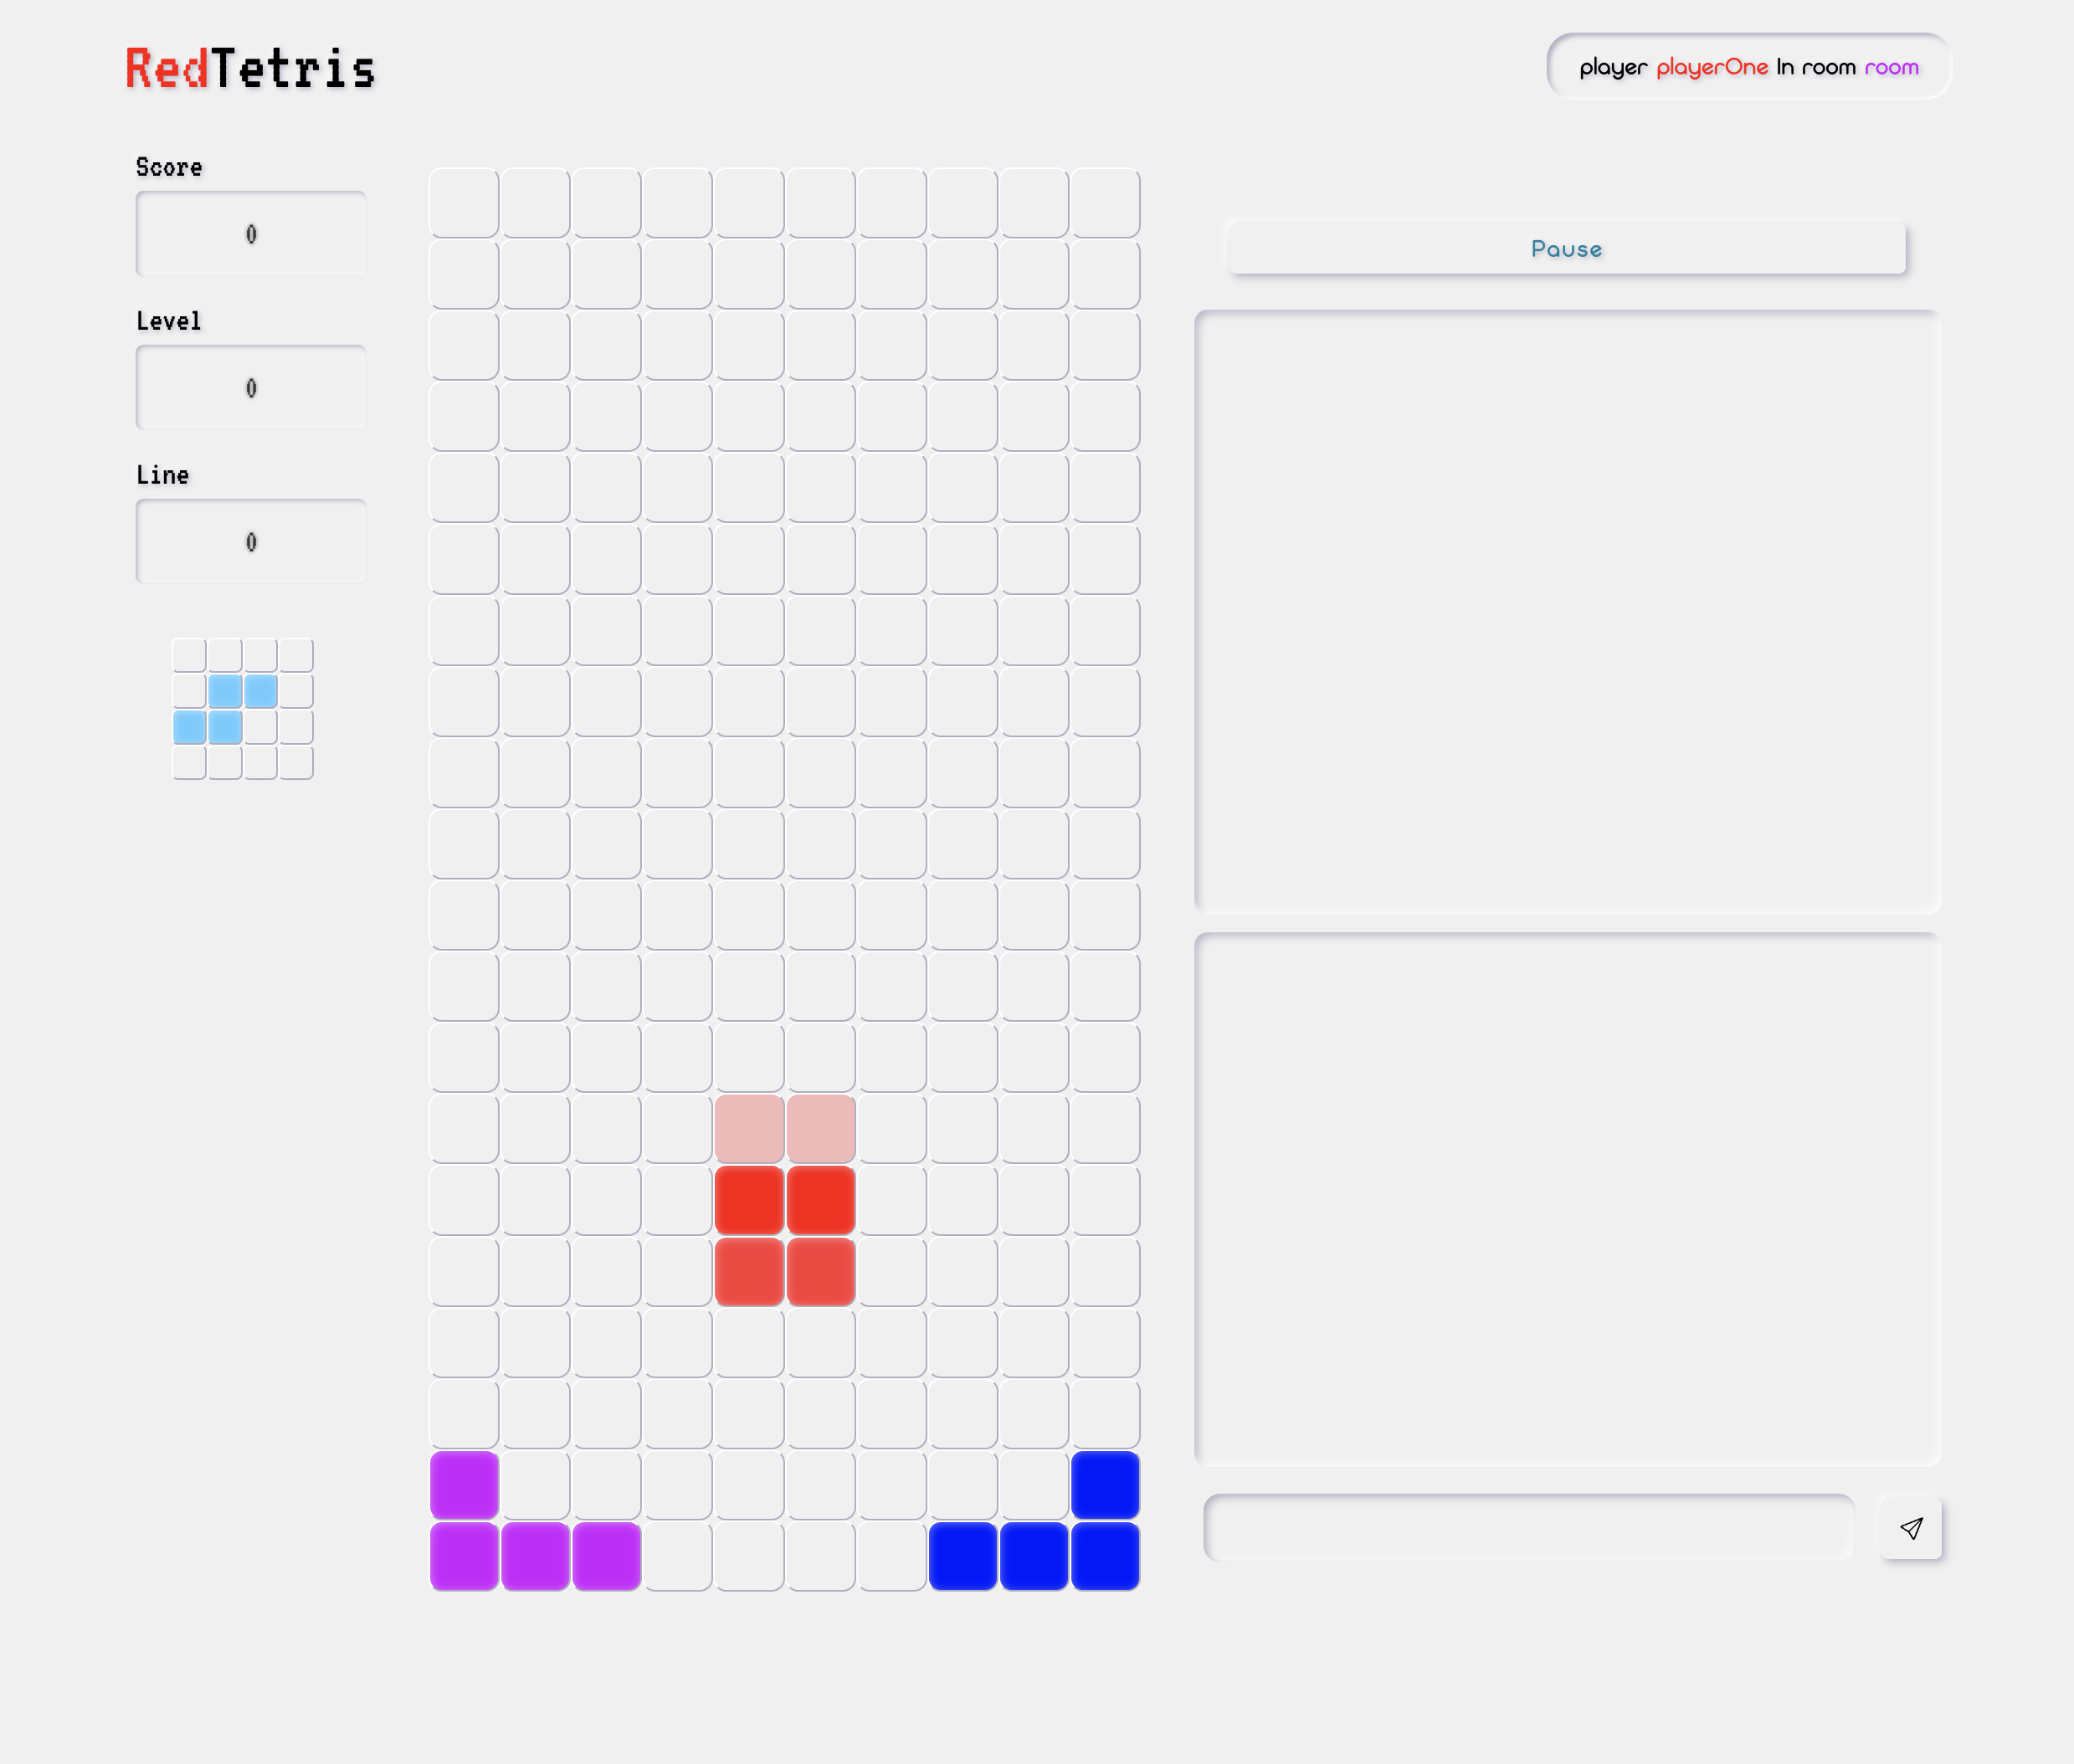 RedTetris
player playerOne In room room
Score
0
Level
0
Line
0
Pause